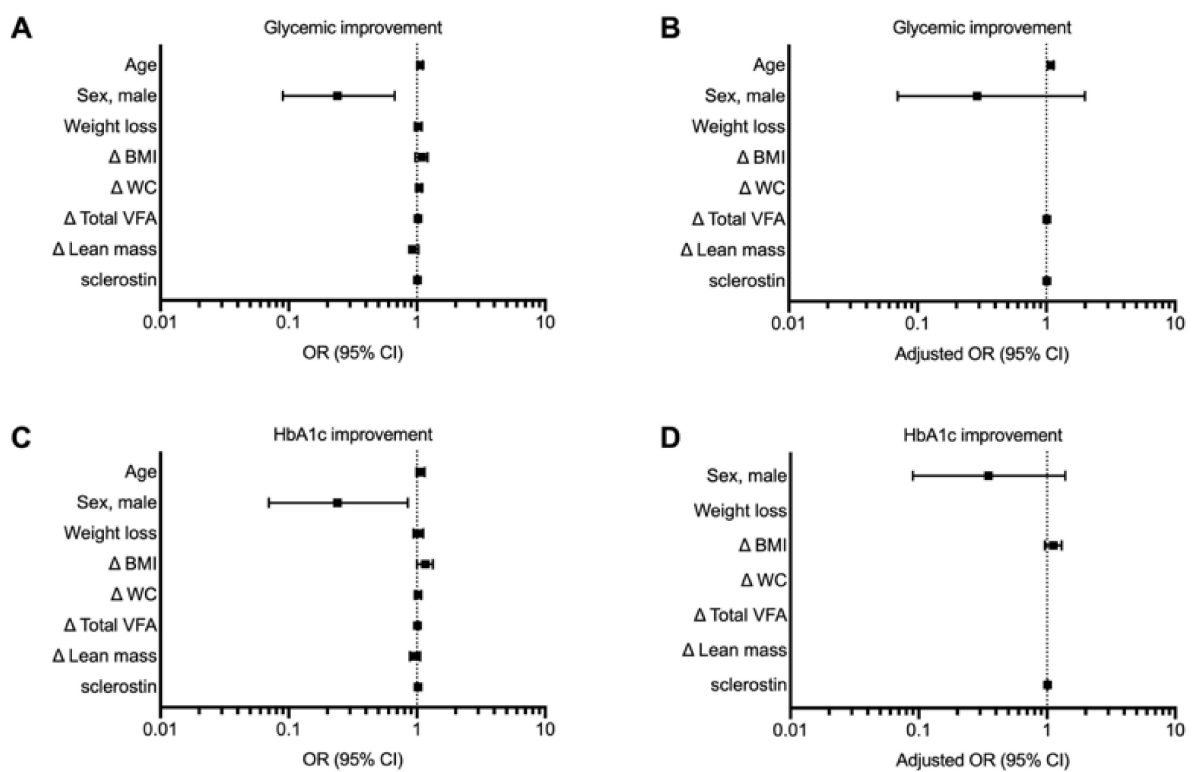 A
Glycemic improvement
Age
Sex, male
Weight loss
Δ BMI
Δ WC
Δ Total VFA
Δ Lean mass
sclerostin
0.01 0.1 1 10
OR (95% CI)
B
Glycemic improvement
Age
Sex, male
Weight loss
Δ BMI
Δ WC
Δ Total VFA
Δ Lean mass
sclerostin
0.01 0.1 1 10
Adjusted OR (95% CI)
C
HbA1c improvement
Age
Sex, male
Weight loss
Δ BMI
Δ WC
Δ Total VFA
Δ Lean mass
sclerostin
0.01 0.1 1 10
OR (95% CI)
D
HbA1c improvement
Sex, male
Weight loss
Δ BMI
Δ WC
Δ Total VFA
Δ Lean mass
sclerostin
0.01 0.1 1 10
Adjusted OR (95% CI)